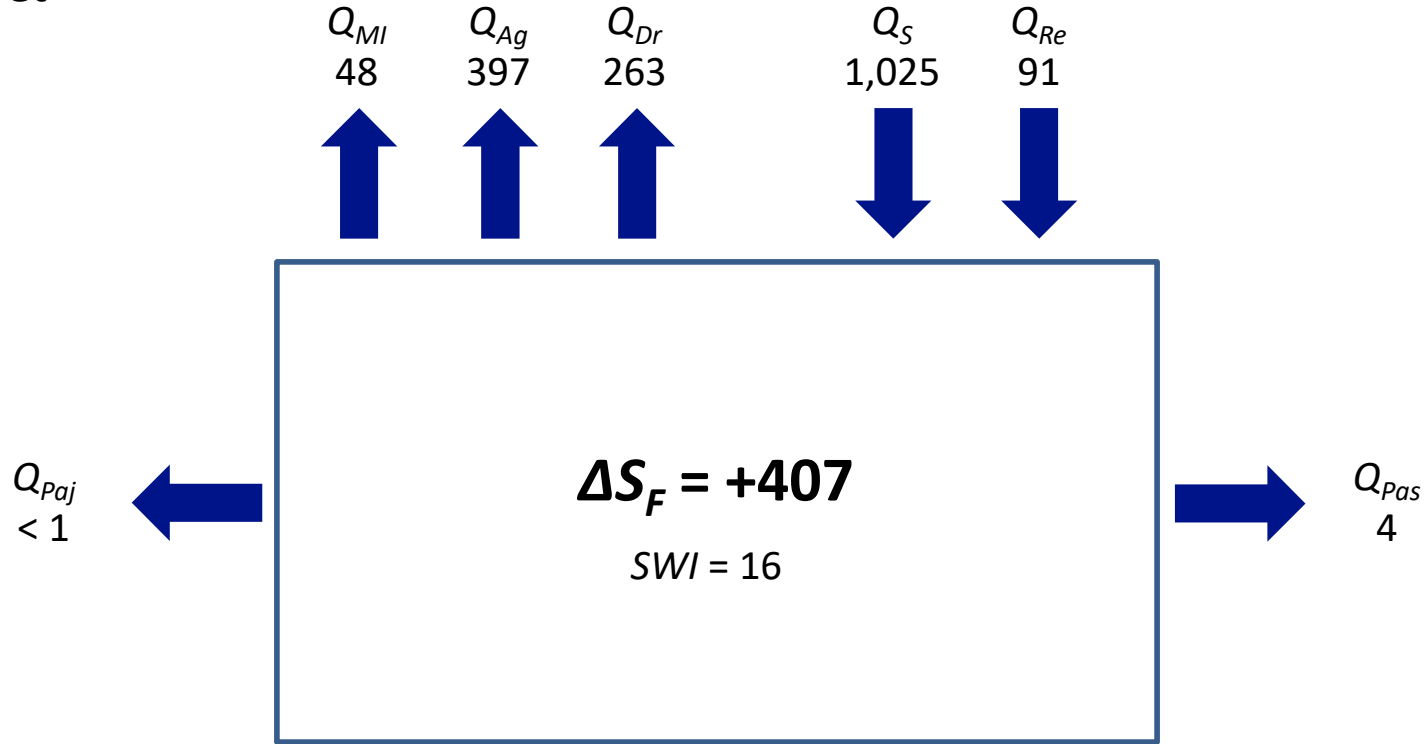 Q_MI Q_Ag Q_Dr Q_S Q_Re
48 397 263 1,025 91
Q_Paj
< 1
ΔS_F = +407
SWI = 16
Q_Pas
4